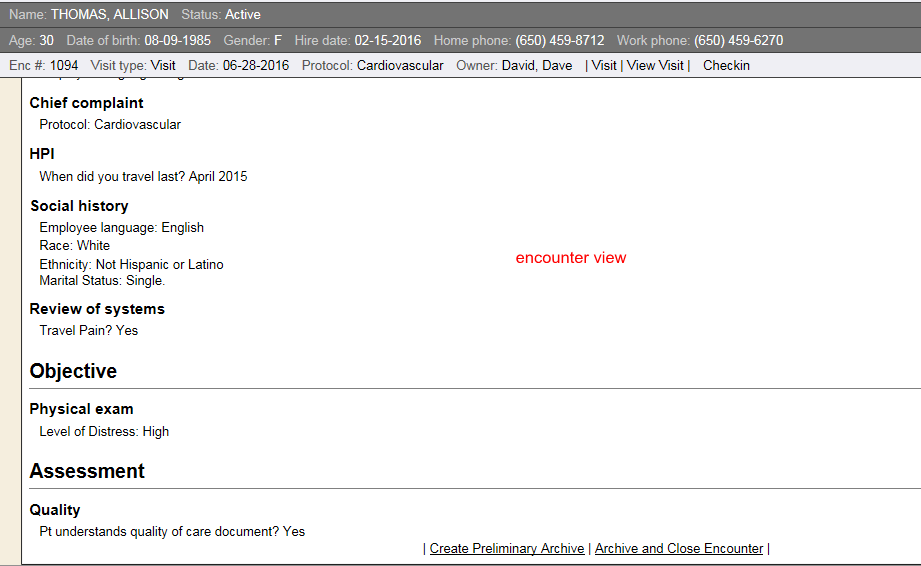 Name: THOMAS, ALLISON Status: Active
Age: 30 Date of birth: 08-09-1985 Gender: F Hire date: 02-15-2016 Home phone: (650) 459-8712 Work phone: (650) 459-6270
Enc #: 1094 Visit type: Visit Date: 06-28-2016 Protocol: Cardiovascular Owner: David, Dave | Visit | View Visit | Checkin
Chief complaint
Protocol: Cardiovascular
HPI
When did you travel last? April 2015
Social history
Employee language: English
Race: White
encounter view
Ethnicity: Not Hispanic or Latino
Marital Status: Single.
Review of systems
Travel Pain? Yes
Objective
Physical exam
Level of Distress: High
Assessment
Quality
Pt understands quality of care document? Yes
| Create Preliminary Archive | Archive and Close Encounter |